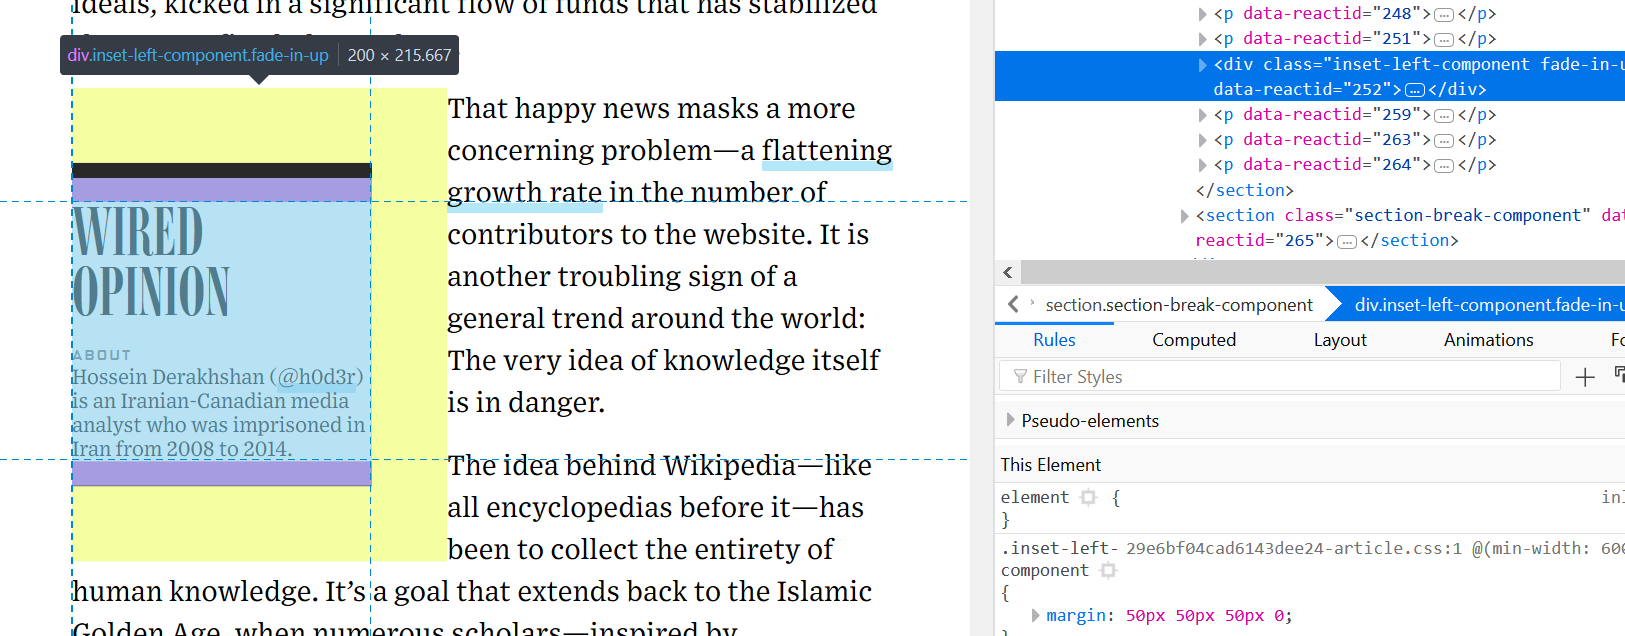 ideals, kicked in a significant flow of funds that has stabilized
div.inset-left-component.fade-in-up 200 × 215.667
That happy news masks a more
concerning problem—a flattening
growth rate in the number of
contributors to the website. It is
another troubling sign of a
general trend around the world:
The very idea of knowledge itself
is in danger.
WIRED
OPINION
ABOUT
Hossein Derakhshan (@h0d3r)
is an Iranian-Canadian media
analyst who was imprisoned in
Iran from 2008 to 2014.
The idea behind Wikipedia—like
all encyclopedias before it—has
been to collect the entirety of
human knowledge. It’s a goal that extends back to the Islamic
Golden Age, when numerous scholars—inspired by
<p data-reactid="248">…</p>
<p data-reactid="251">…</p>
<div class="inset-left-component fade-in-u
data-reactid="252">…</div>
<p data-reactid="259">…</p>
<p data-reactid="263">…</p>
<p data-reactid="264">…</p>
</section>
<section class="section-break-component" dat
reactid="265">…</section>
section.section-break-component div.inset-left-component.fade-in-u
Rules Computed Layout Animations Fo
Filter Styles
Pseudo-elements
This Element
element { inl
}
.inset-left- 29e6bf04cad6143dee24-article.css:1 @(min-width: 600
component
{
margin: 50px 50px 50px 0;